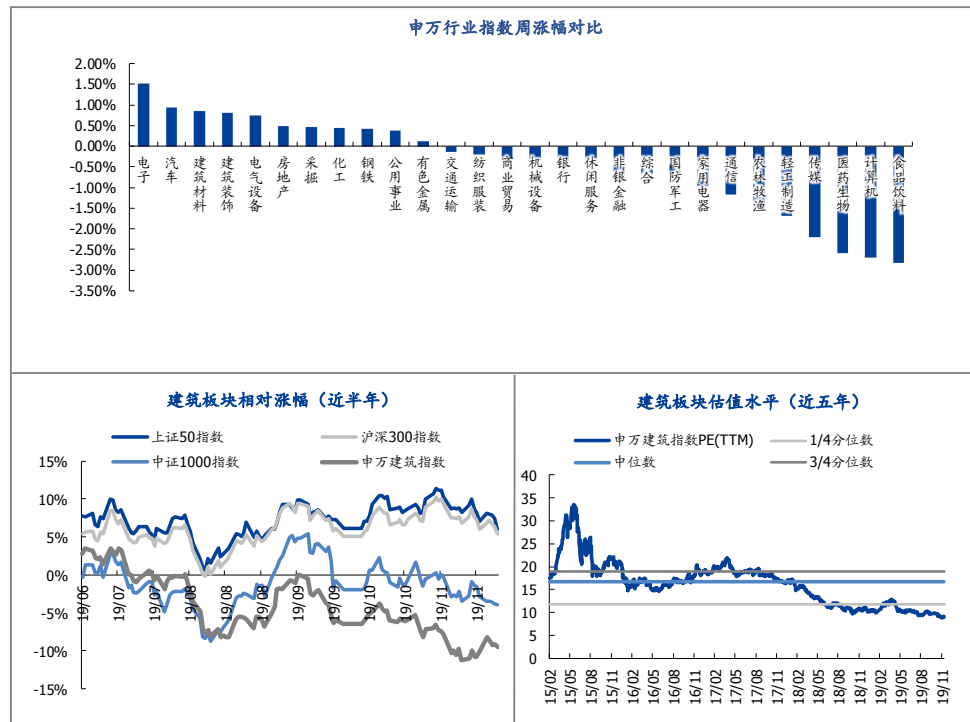 申万行业指数周涨幅对比
2.00%
1.50%
1.00%
0.50%
0.00%
-0.50%
-1.00%
-1.50%
-2.00%
-2.50%
-3.00%
-3.50%
电子
汽车
建筑材料
建筑装饰
电气设备
房地产
采掘
化工
钢铁
公用事业
有色金属
交通运输
纺织服装
商业贸易
机械设备
银行
休闲服务
非银金融
综合
国防军工
家用电器
通信
农林牧渔
轻工制造
传媒
医药生物
计算机
食品饮料
建筑板块相对涨幅（近半年）
上证50指数 沪深300指数
中证1000指数 申万建筑指数
15%
10%
5%
0%
-5%
-10%
-15%
19/06
19/07
19/07
19/08
19/08
19/08
19/09
19/09
19/10
19/10
19/11
19/11
建筑板块估值水平（近五年）
申万建筑指数PE(TTM) 1/4分位数
中位数 3/4分位数
40
35
30
25
20
15
10
5
0
15/02
15/05
15/08
15/11
16/02
16/05
16/08
16/11
17/02
17/05
17/08
17/11
18/02
18/05
18/08
18/11
19/02
19/05
19/08
19/11